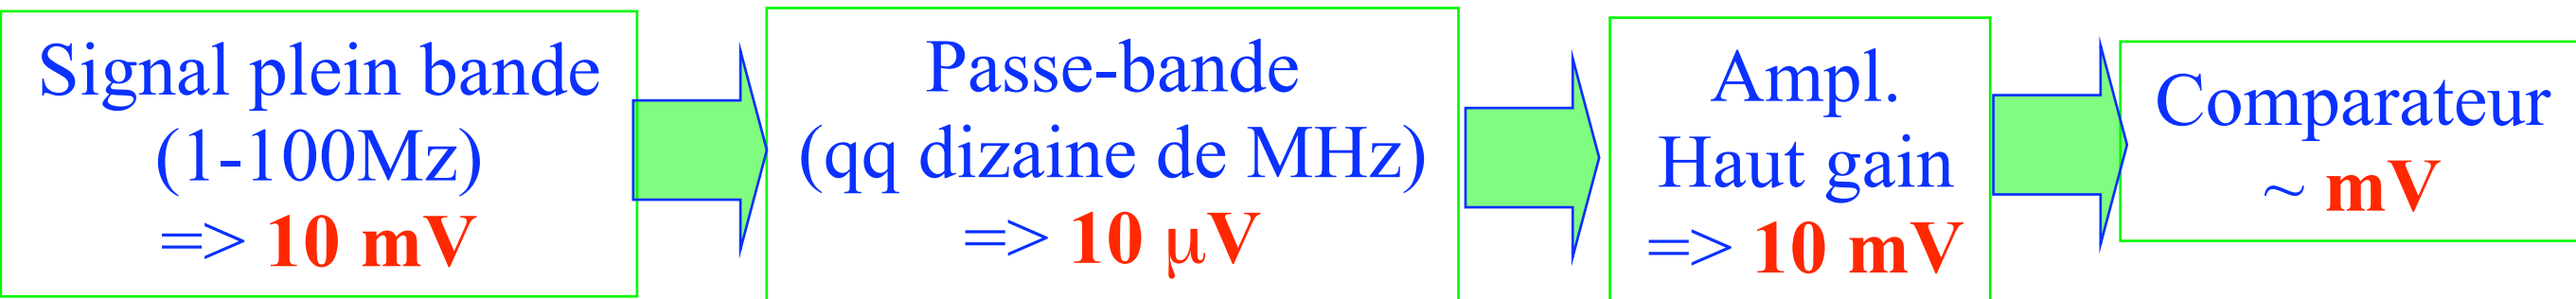 Signal plein bande
(1-100Mz)
=> 10 mV
Passe-bande
(qq dizaine de MHz)
=> 10 µV
Ampl.
Haut gain
=> 10 mV
Comparateur
~ mV